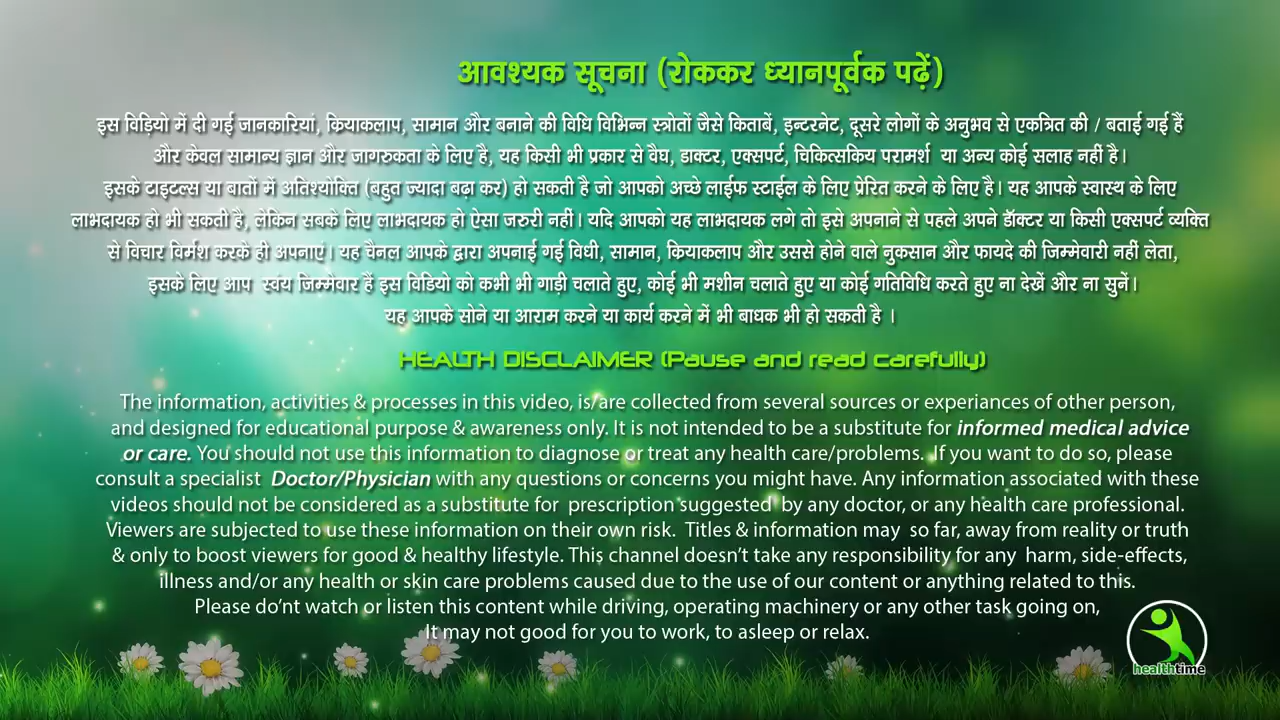 आवश्यक सूचना (रोककर ध्यानपूर्वक पढ़ें)
इस विड़ियो में दी गई जानकारियां, क्रियाकलाप, सामान और बनाने की विधि विभिन्न स्त्रोतों जैसे किताबें, इन्टरनेट, दूसरे लोगों के अनुभव से एकत्रित की / बताई गई हैं
और केवल सामान्य ज्ञान और जागरुकता के लिए है, यह किसी भी प्रकार से वैघ, डाक्टर, एक्सपर्ट, चिकित्सकिय परामर्श या अन्य कोई सलाह नहीं है।
इसके टाइटल्स या बातों में अतिश्योक्ति (बहुत ज्यादा बढ़ा कर) हो सकती है जो आपको अच्छे लाईफ स्टाईल के लिए प्रेरित करने के लिए है। यह आपके स्वास्थ के लिए
लाभदायक हो भी सकती है, लेकिन सबके लिए लाभदायक हो ऐसा जरुरी नहीं। यदि आपको यह लाभदायक लगे तो इसे अपनाने से पहले अपने डॉक्टर या किसी एक्सपर्ट व्यक्ति
से विचार विर्मश करके ही अपनाएं। यह चैनल आपके द्वारा अपनाई गई विधी, सामान, क्रियाकलाप और उससे होने वाले नुकसान और फायदे की जिम्मेवारी नहीं लेता,
इसके लिए आप स्वंय जिम्मेवार हैं इस विडियो को कभी भी गाड़ी चलाते हुए, कोई भी मशीन चलाते हुए या कोई गतिविधि करते हुए ना देखें और ना सुनें।
यह आपके सोने या आराम करने या कार्य करने में भी बाधक भी हो सकती है ।
HEALTH DISCLAIMER (Pause and read carefully)
The information, activities & processes in this video, is/are collected from several sources or experiances of other person,
and designed for educational purpose & awareness only. It is not intended to be a substitute for informed medical advice
or care. You should not use this information to diagnose or treat any health care/problems. If you want to do so, please
consult a specialist Doctor/Physician with any questions or concerns you might have. Any information associated with these
videos should not be considered as a substitute for prescription suggested by any doctor, or any health care professional.
Viewers are subjected to use these information on their own risk. Titles & information may so far, away from reality or truth
& only to boost viewers for good & healthy lifestyle. This channel doesn't take any responsibility for any harm, side-effects,
illness and/or any health or skin care problems caused due to the use of our content or anything related to this.
Please do'nt watch or listen this content while driving, operating machinery or any other task going on,
It may not good for you to work, to asleep or relax.
healthtime